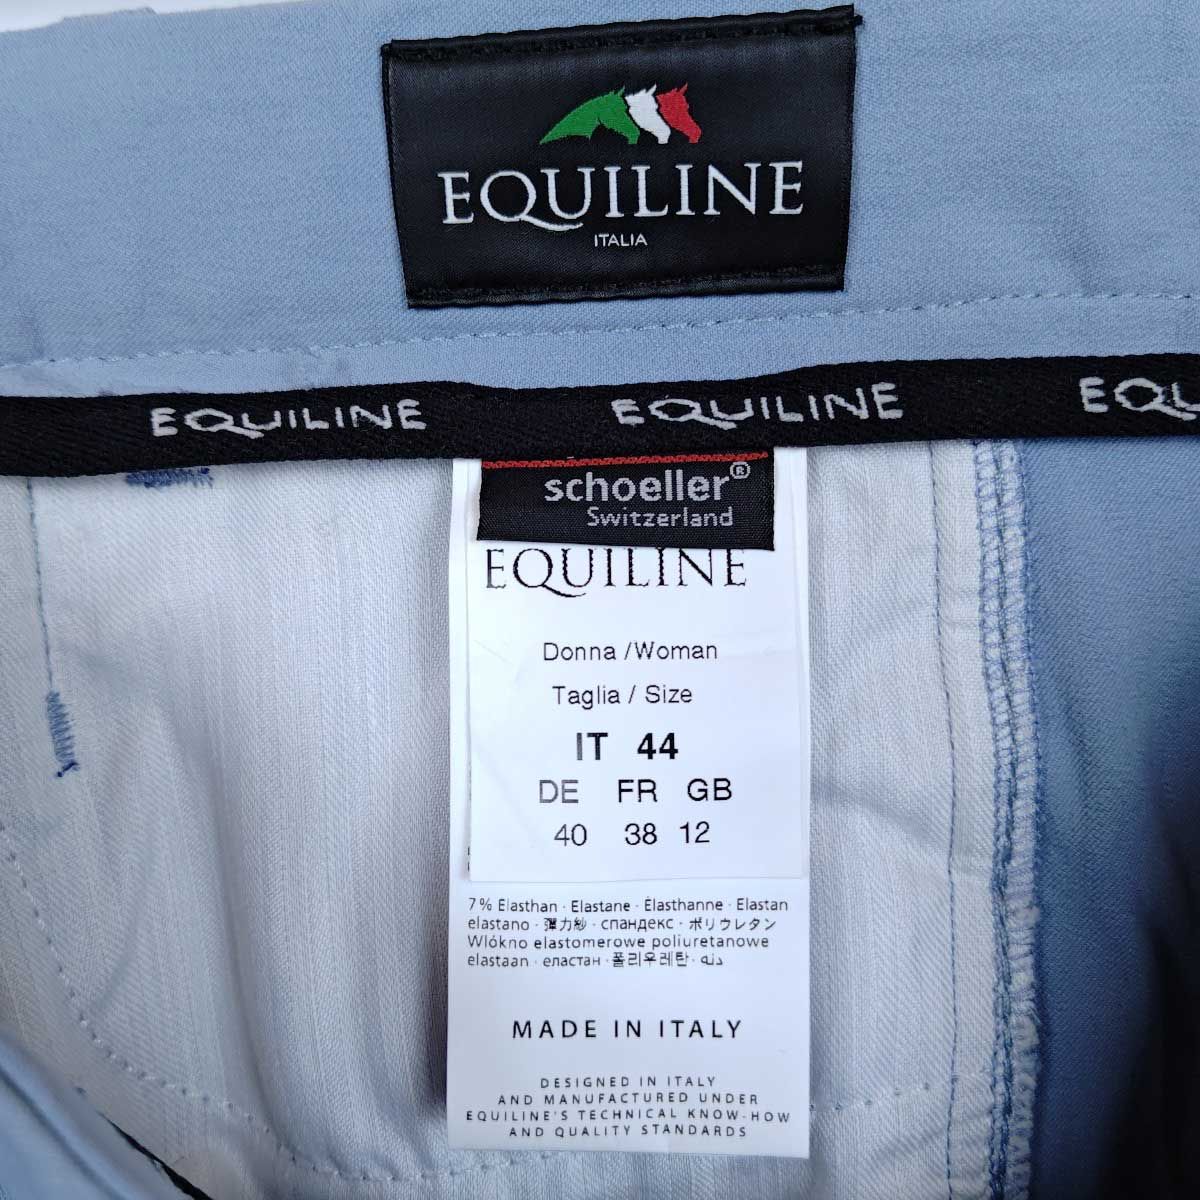 EQUILINE
ITALIA
EQUILINE EQUILINE
schoeller®
Switzerland
EQUILINE
Donna /Woman
Taglia / Size
IT 44
DE FR GB
40 38 12
7% Elasthan · Elastane · Élasthanne · Elastan
elastano · 彈力紗 · спандекс · ポリウレタン
Wlókno elastomerowe poliuretanowe
elastaan · еластан · 폴리우레탄 ·
MADE IN ITALY
DESIGNED IN ITALY
AND MANUFACTURED UNDER
EQUILINE'S TECHNICAL KNOW-HOW
AND QUALITY STANDARDS